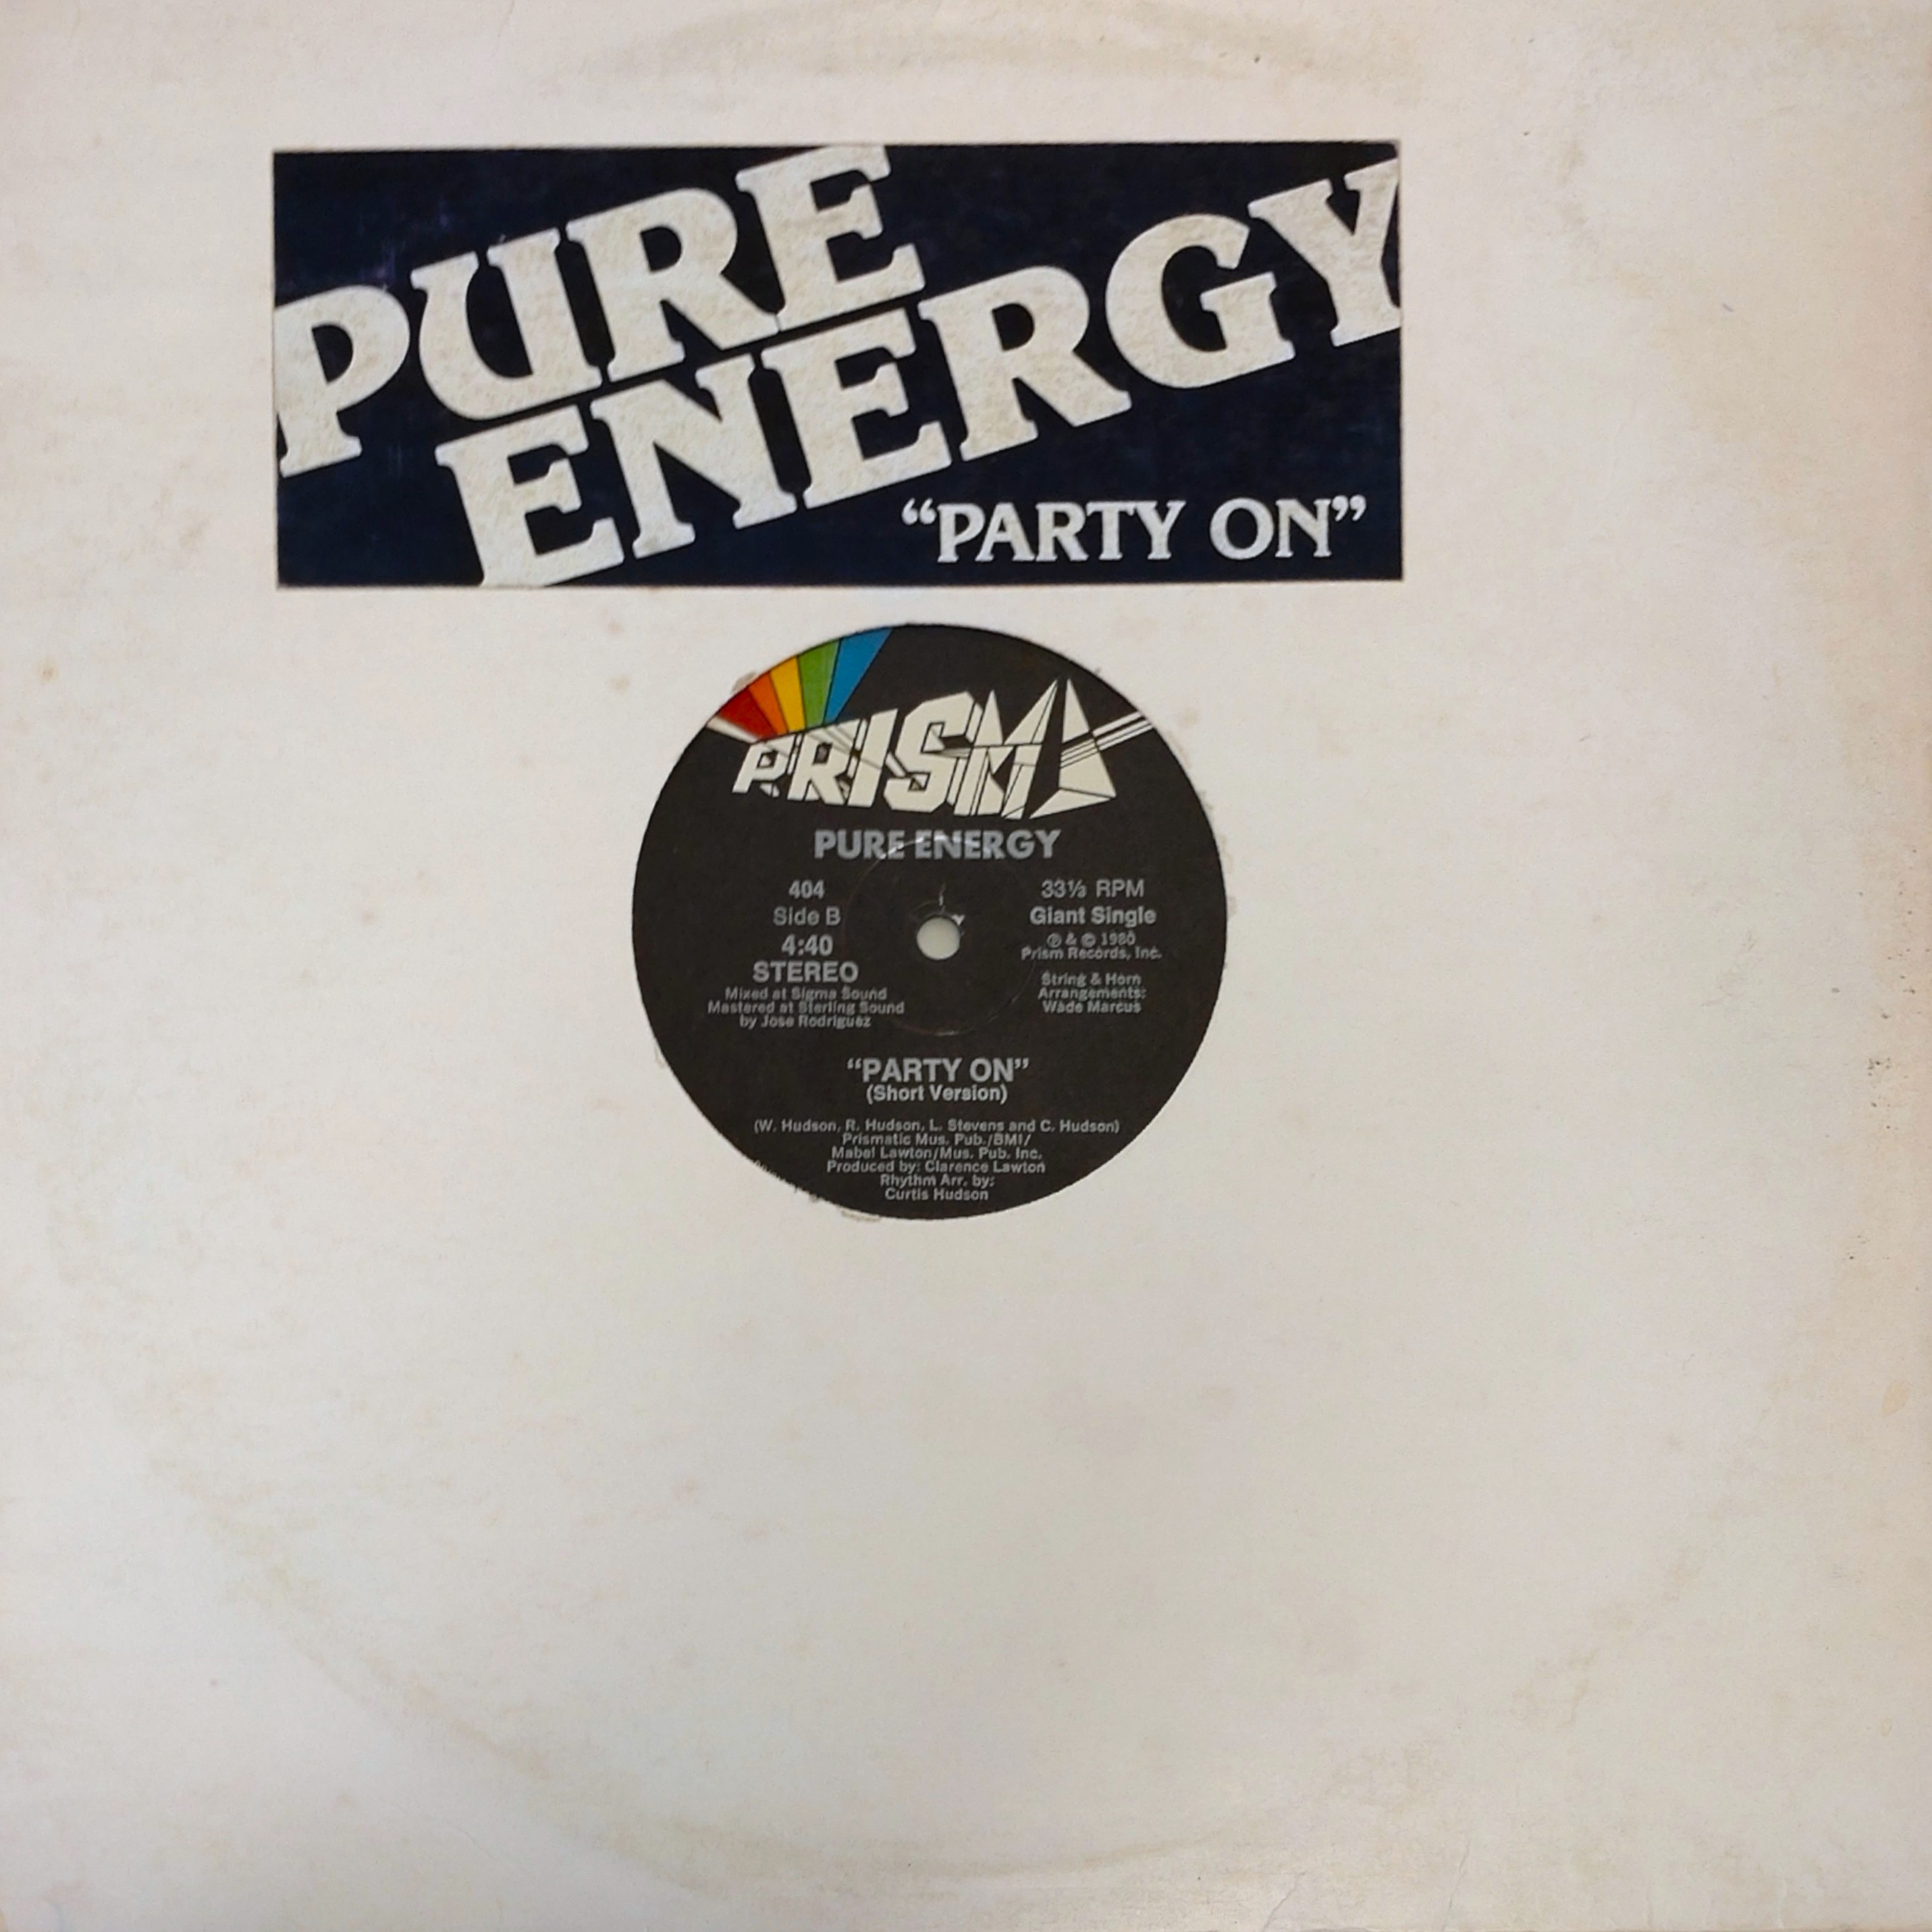 PURE
ENERGY
“PARTY ON”
PRISM
PURE ENERGY
404
Side B
4:40
STEREO
Mixed at Sigma Sound
Mastered at Sterling Sound
by Jose Rodriguez
33⅓ RPM
Giant Single
℗ & © 1980
Prism Records, Inc.
String & Horn
Arrangements:
Wade Marcus
“PARTY ON”
(Short Version)
(W. Hudson, R. Hudson, L. Stevens and C. Hudson)
Prismatic Mus. Pub./BMI/
Mabel Lawton/Mus. Pub. Inc.
Produced by: Clarence Lawton
Rhythm Arr. by:
Curtis Hudson